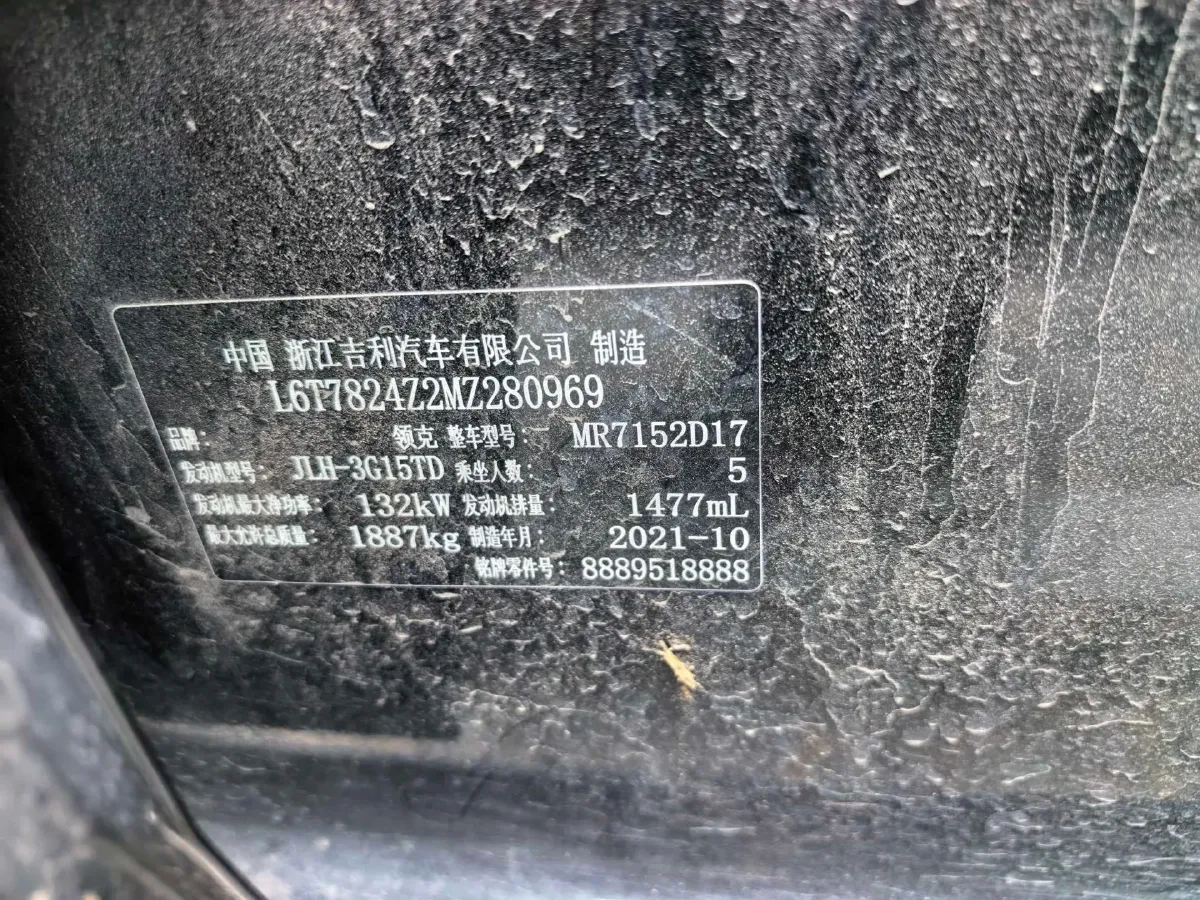 中国 浙江吉利汽车有限公司 制造
L6T7824Z2MZ280969
品牌: 领克 整车型号: MR7152D17
发动机型号: JLH-3G15TD 乘坐人数: 5
发动机最大净功率: 132kW 发动机排量: 1477mL
最大允许总质量: 1887kg 制造年月: 2021-10
铭牌零件号: 8889518888